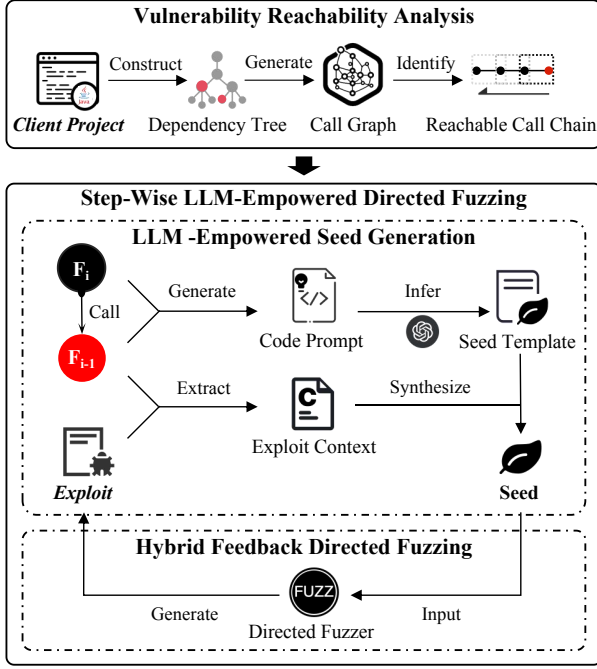 Vulnerability Reachability Analysis
Construct
Generate
Identify
Java
Client Project
Dependency Tree
Call Graph
Reachable Call Chain
Step-Wise LLM-Empowered Directed Fuzzing
LLM -Empowered Seed Generation
Fi
Call
Fi-1
Generate
</>
Code Prompt
Infer
Seed Template
Extract
C
Exploit Context
Synthesize
Exploit
Seed
Hybrid Feedback Directed Fuzzing
Generate
FUZZ
Directed Fuzzer
Input